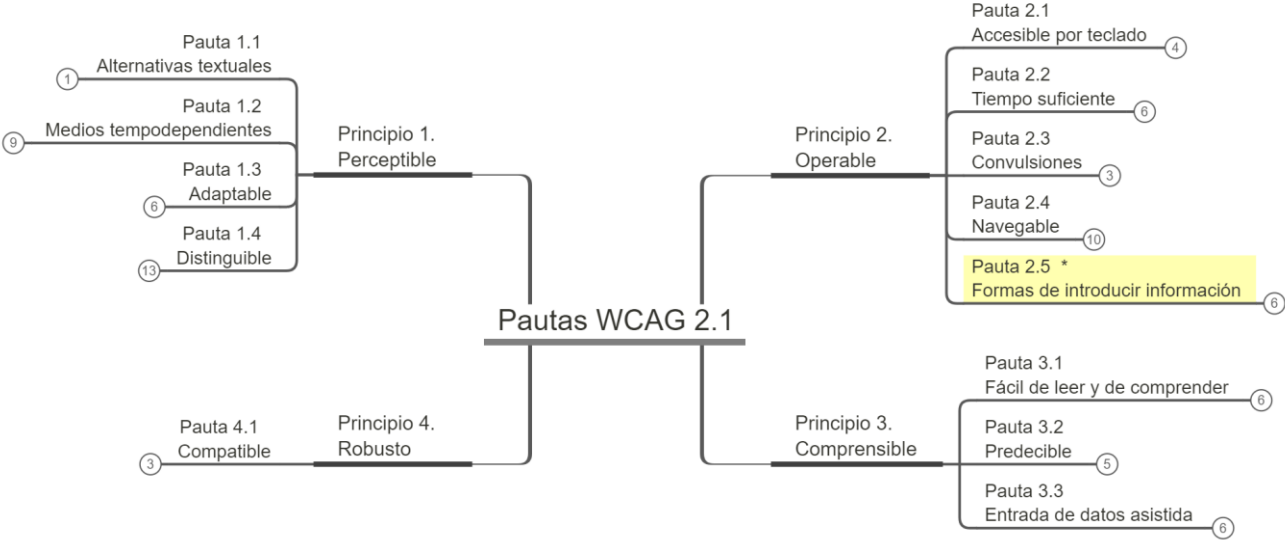 Pautas WCAG 2.1
Principio 1.
Perceptible
Pauta 1.1
Alternativas textuales
1
Pauta 1.2
Medios tempodependientes
9
Pauta 1.3
Adaptable
6
Pauta 1.4
Distinguible
13
Principio 2.
Operable
Pauta 2.1
Accesible por teclado
4
Pauta 2.2
Tiempo suficiente
6
Pauta 2.3
Convulsiones
3
Pauta 2.4
Navegable
10
Pauta 2.5 *
Formas de introducir información
6
Principio 3.
Comprensible
Pauta 3.1
Fácil de leer y de comprender
6
Pauta 3.2
Predecible
5
Pauta 3.3
Entrada de datos asistida
6
Principio 4.
Robusto
Pauta 4.1
Compatible
3